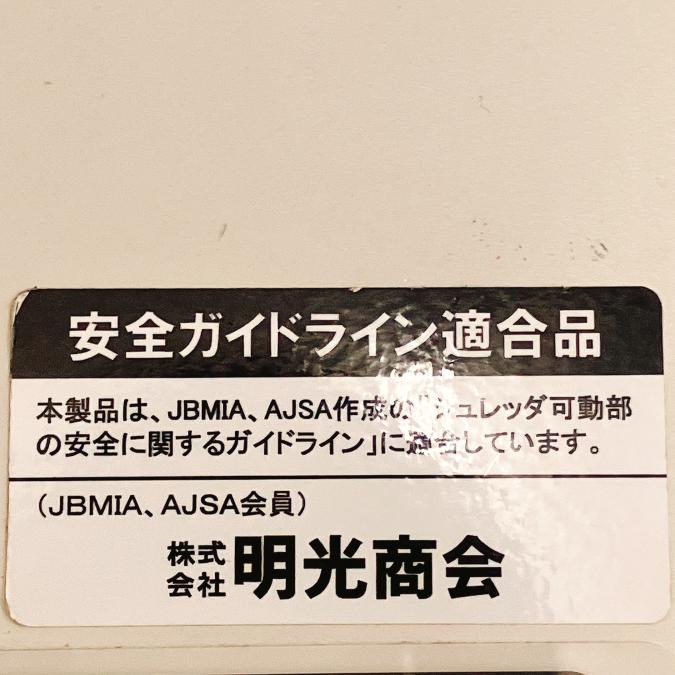 安全ガイドライン適合品
本製品は、JBMIA、AJSA作成の「シュレッダ可動部
の安全に関するガイドライン」に適合しています。
(JBMIA、AJSA会員)
株式
会社
明光商会